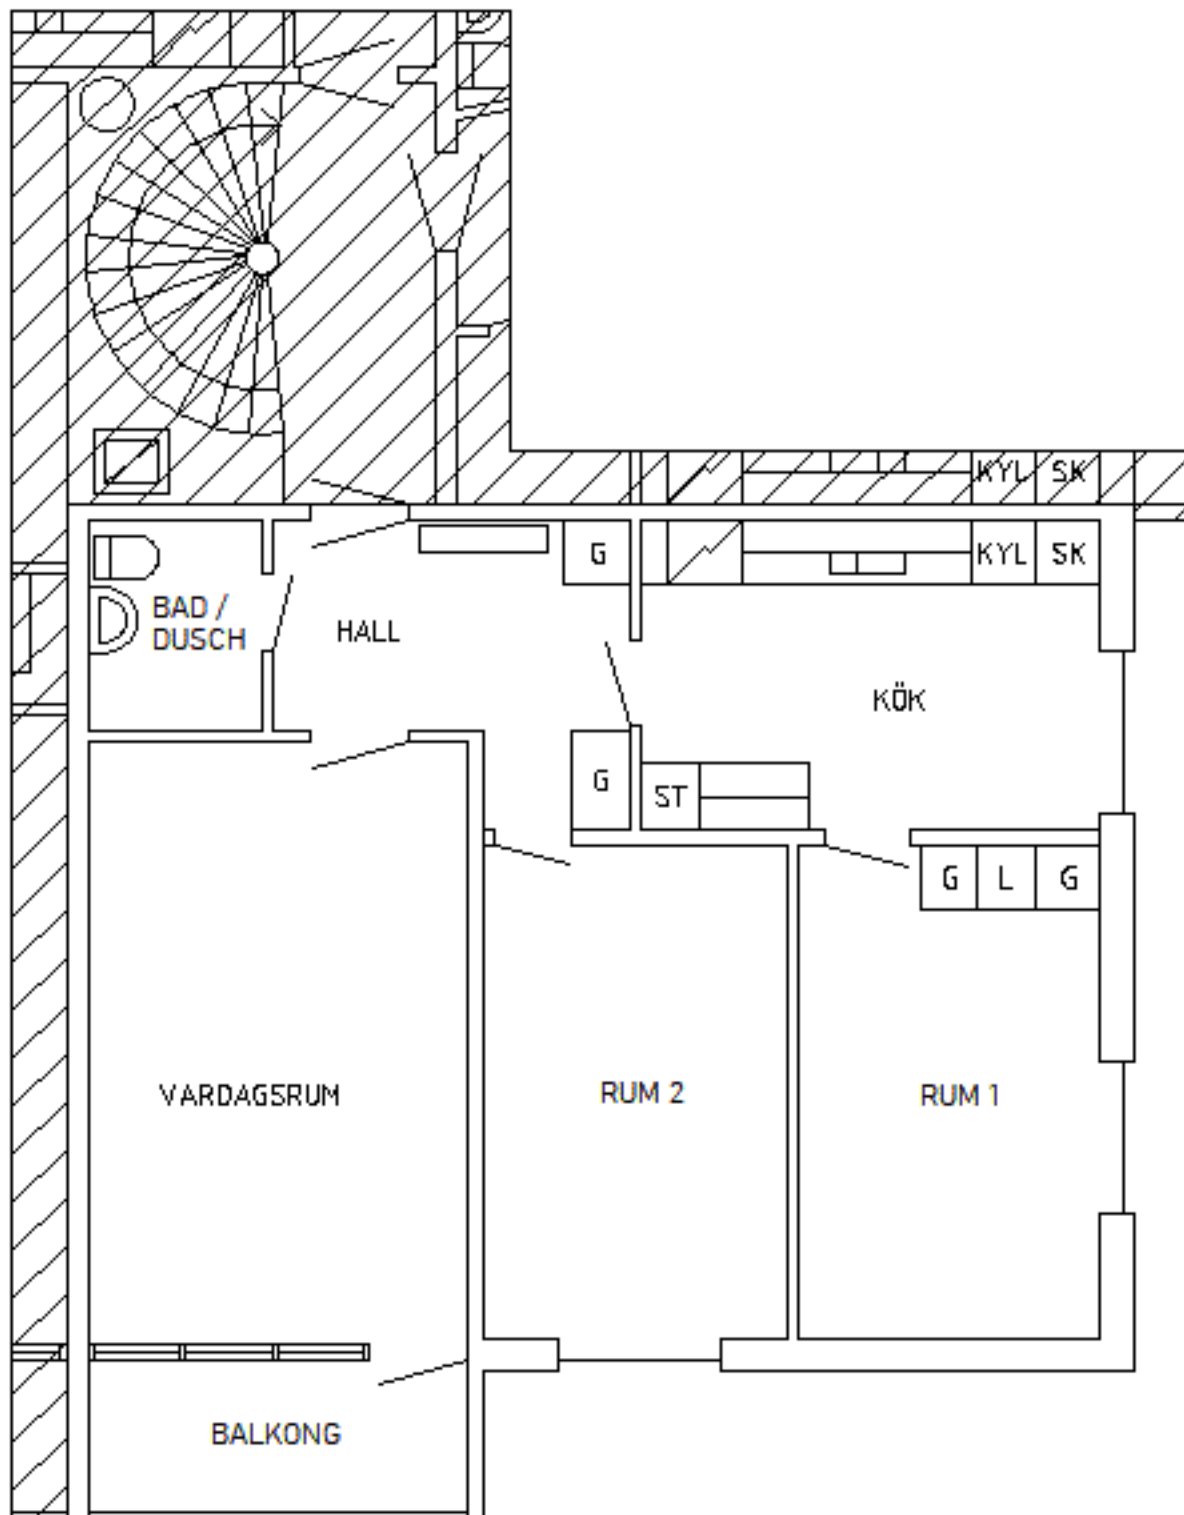 KYL SK
G
KYL SK
BAD /
DUSCH
HALL
KÖK
G
ST
G L G
VARDAGSRUM
RUM 2
RUM 1
BALKONG